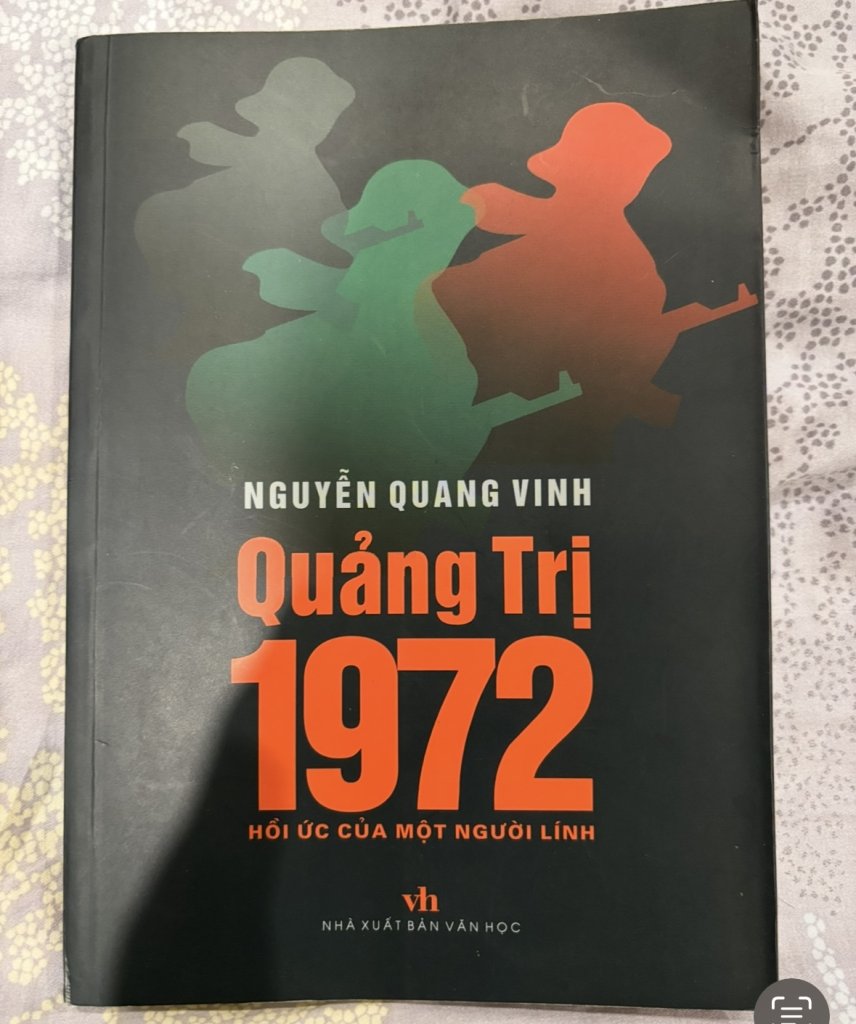 NGUYỄN QUANG VINH
Quảng Trị
1972
HỒI ỨC CỦA MỘT NGƯỜI LÍNH
vh
NHÀ XUẤT BẢN VĂN HỌC